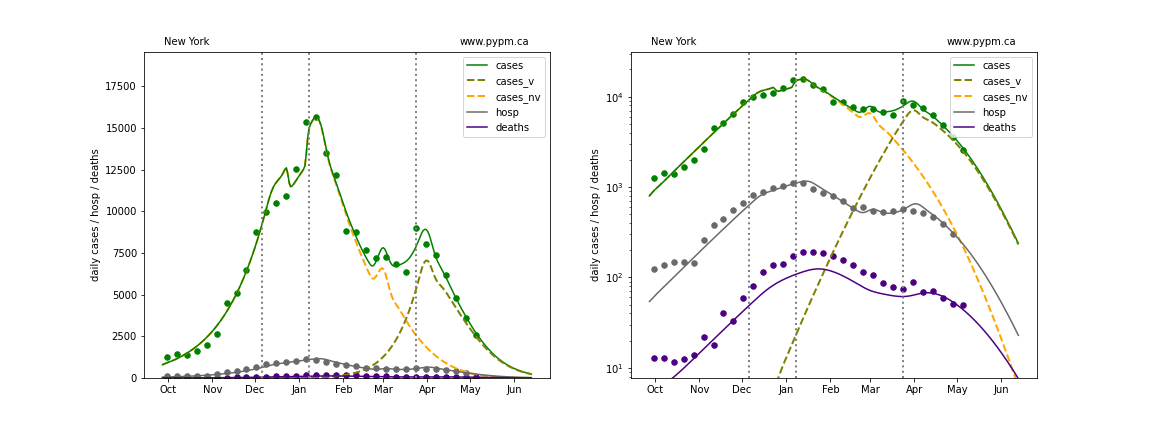 New York www.pypm.ca
daily cases / hosp / deaths
17500
15000
12500
10000
7500
5000
2500
0
cases
cases_v
cases_nv
hosp
deaths
Oct Nov Dec Jan Feb Mar Apr May Jun
New York www.pypm.ca
daily cases / hosp / deaths
10⁴
10³
10²
10¹
cases
cases_v
cases_nv
hosp
deaths
Oct Nov Dec Jan Feb Mar Apr May Jun